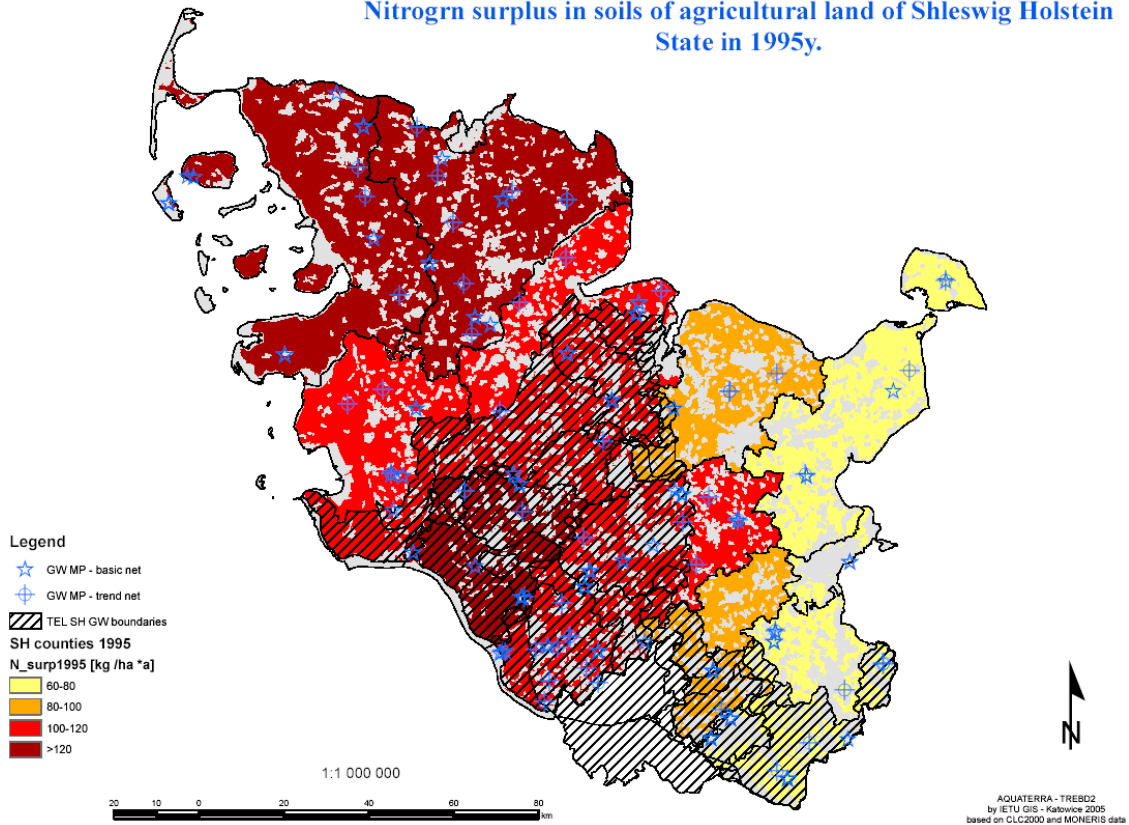 Nitrogrn surplus in soils of agricultural land of Shleswig Holstein
State in 1995y.
Legend
GW MP - basic net
GW MP - trend net
TEL SH GW boundaries
SH counties 1995
N_surp1995 [kg /ha *a]
60-80
80-100
100-120
>120
1:1 000 000
20 10 0 20 40 60 80
km
N
AQUATERRA - TREBD2
by IETU GIS - Katowice 2005
based on CLC2000 and MONERIS data